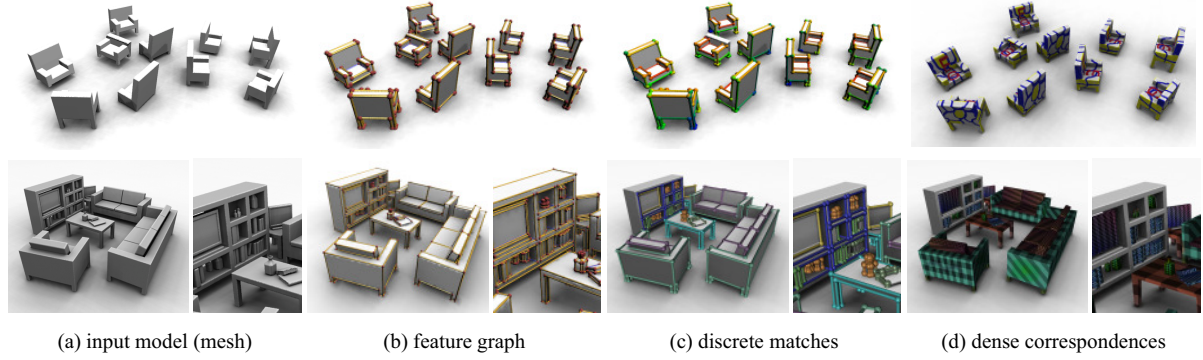 (a) input model (mesh)
(b) feature graph
(c) discrete matches
(d) dense correspondences